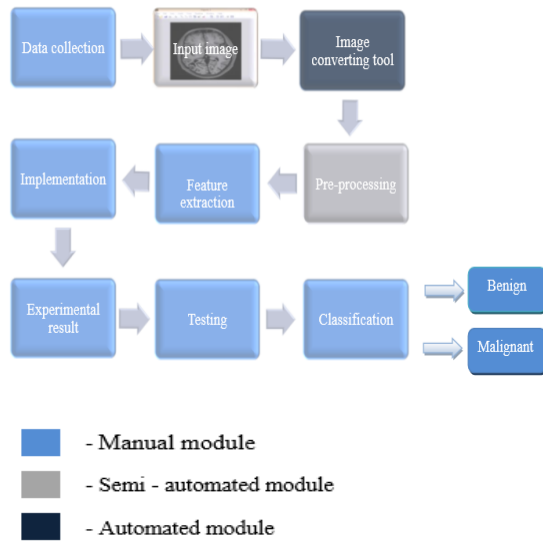 Data collection
Input image
Image
converting tool
Implementation
Feature
extraction
Pre-processing
Experimental
result
Testing
Classification
Benign
Malignant
- Manual module
- Semi - automated module
- Automated module